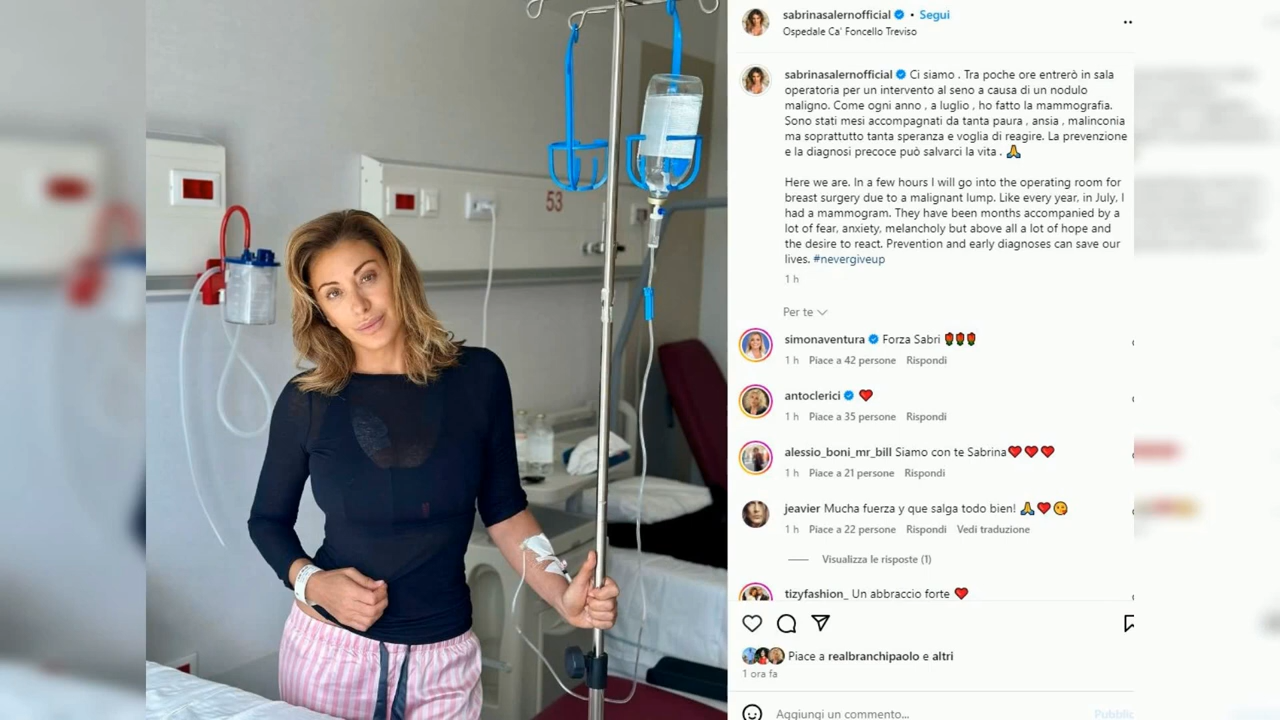 sabrinasalernofficial • Segui
Ospedale Ca' Foncello Treviso
sabrinasalernofficial Ci siamo . Tra poche ore entrerò in sala
operatoria per un intervento al seno a causa di un nodulo
maligno. Come ogni anno , a luglio , ho fatto la mammografia.
Sono stati mesi accompagnati da tanta paura , ansia , malinconia
ma soprattutto tanta speranza e voglia di reagire. La prevenzione
e la diagnosi precoce può salvarci la vita . 🙏
Here we are. In a few hours I will go into the operating room for
breast surgery due to a malignant lump. Like every year, in July, I
had a mammogram. They have been months accompanied by a
lot of fear, anxiety, melancholy but above all a lot of hope and
the desire to react. Prevention and early diagnoses can save our
lives. #nevergiveup
1 h
Per te
simonaventura Forza Sabri 🌹🌹🌹
1 h Piace a 42 persone Rispondi
antoclerici ❤️
1 h Piace a 35 persone Rispondi
alessio_boni_mr_bill Siamo con te Sabrina❤️❤️❤️
1 h Piace a 21 persone Rispondi
jeavier Mucha fuerza y que salga todo bien! 🙏❤️😘
1 h Piace a 22 persone Rispondi Vedi traduzione
Visualizza le risposte (1)
tizyfashion_ Un abbraccio forte ❤️
Piace a realbranchipaolo e altri
1 ora fa
Aggiungi un commento...
Pubblic
53